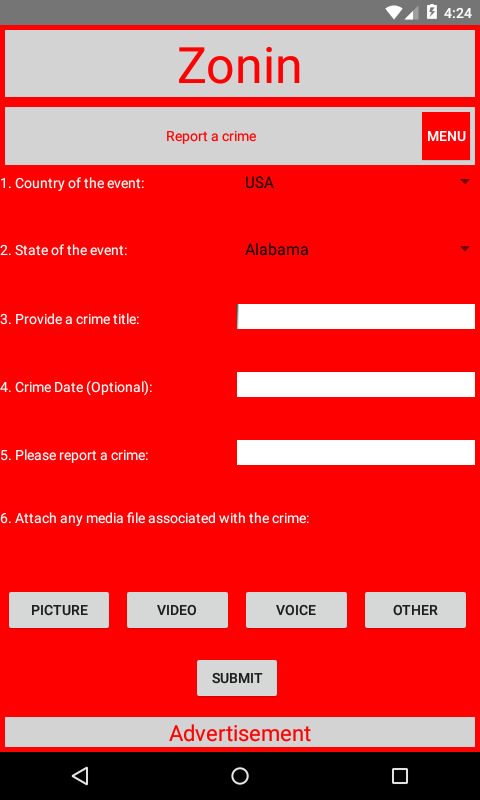 4:24
Zonin
Report a crime
MENU
1. Country of the event:
USA
2. State of the event:
Alabama
3. Provide a crime title:
4. Crime Date (Optional):
5. Please report a crime:
6. Attach any media file associated with the crime:
PICTURE
VIDEO
VOICE
OTHER
SUBMIT
Advertisement